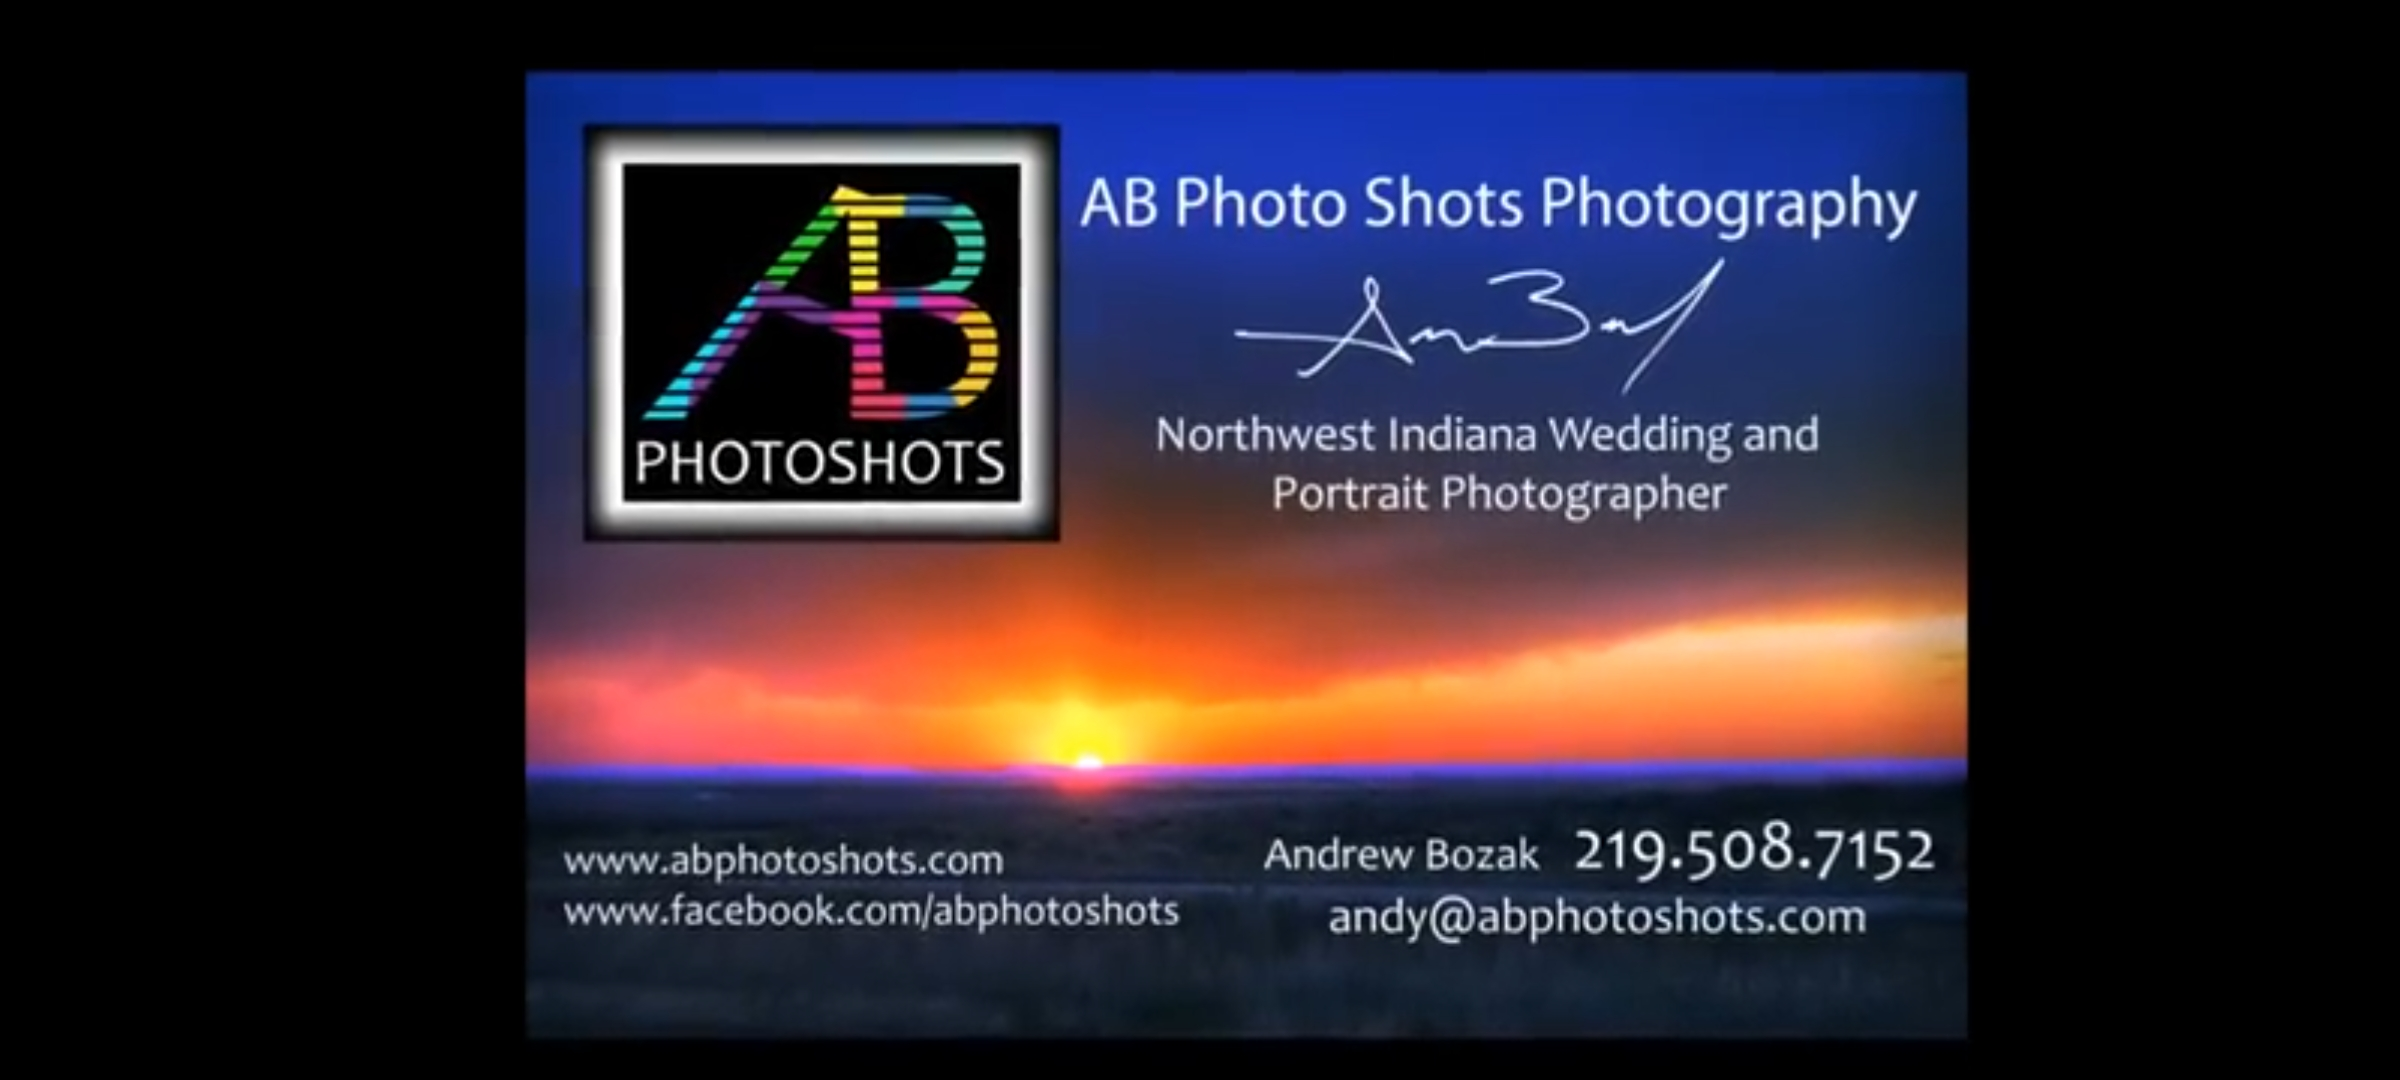 AB
PHOTOSHOTS
AB Photo Shots Photography
Northwest Indiana Wedding and
Portrait Photographer
www.abphotoshots.com
www.facebook.com/abphotoshots
Andrew Bozak 219.508.7152
andy@abphotoshots.com